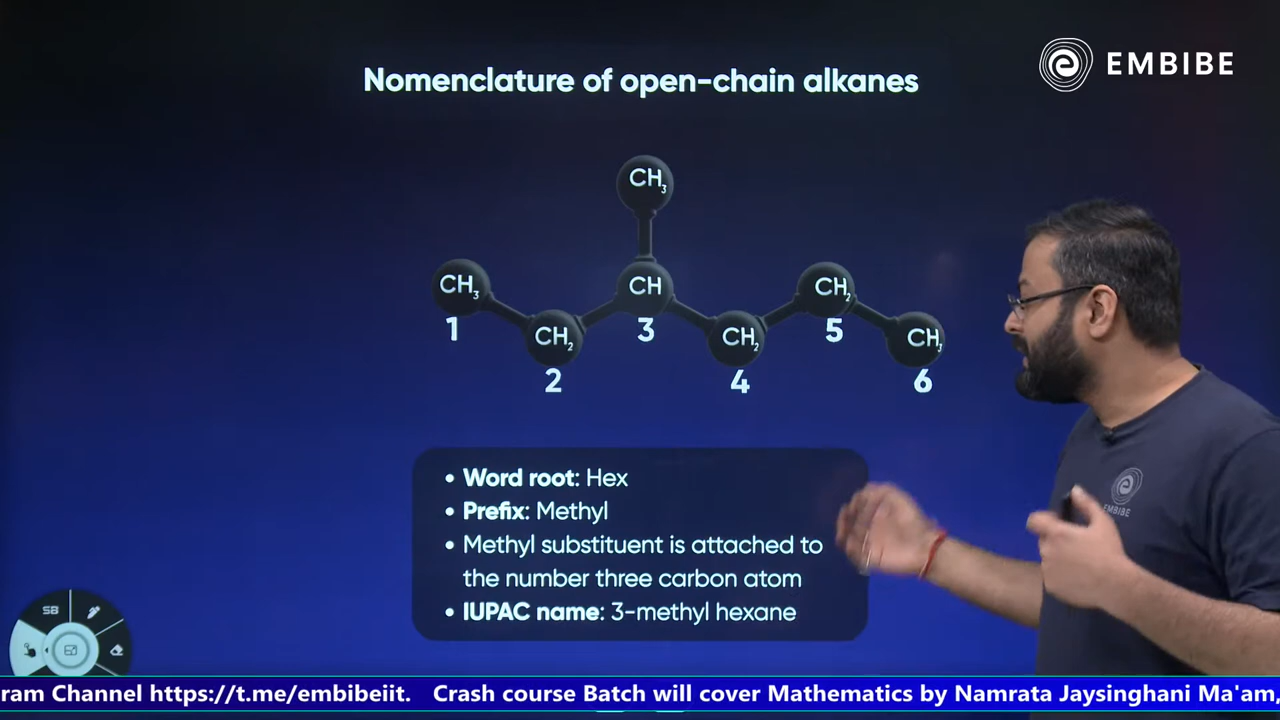 EMBIBE
Nomenclature of open-chain alkanes
CH₃
CH₃ CH CH₂
1 3 5
CH₂ CH₂ CH₃
2 4 6
• Word root: Hex
• Prefix: Methyl
• Methyl substituent is attached to
the number three carbon atom
• IUPAC name: 3-methyl hexane
EMBIBE
SB
ram Channel https://t.me/embibeiit. Crash course Batch will cover Mathematics by Namrata Jaysinghani Ma'am,